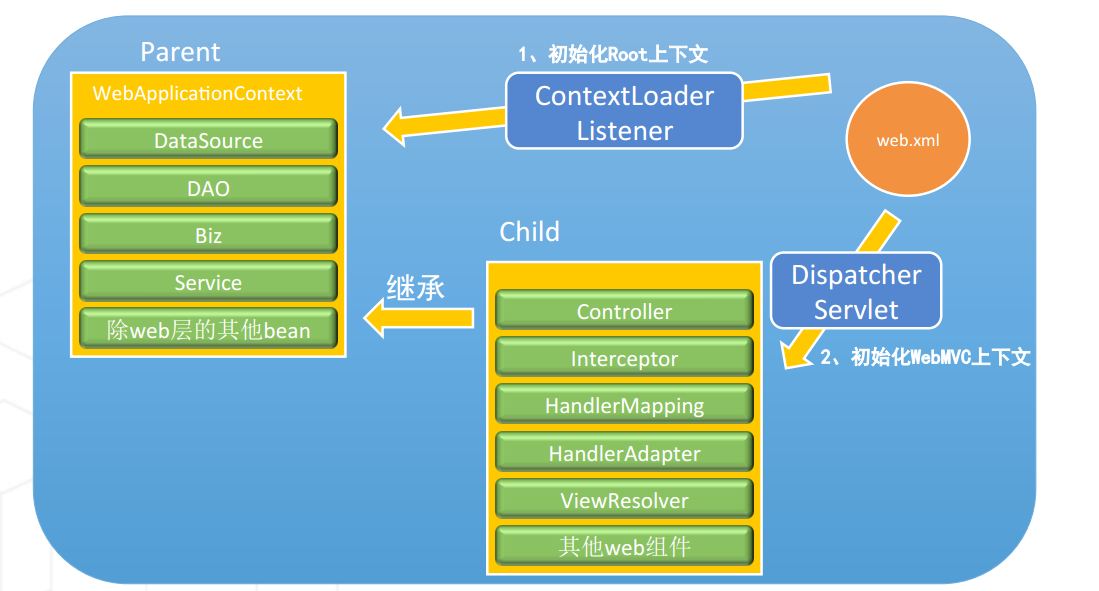 Parent
WebApplicationContext
DataSource
DAO
Biz
Service
除web层的其他bean
1、初始化Root上下文
ContextLoader
Listener
web.xml
Child
继承
Controller
Interceptor
HandlerMapping
HandlerAdapter
ViewResolver
其他web组件
Dispatcher
Servlet
2、初始化WebMVC上下文